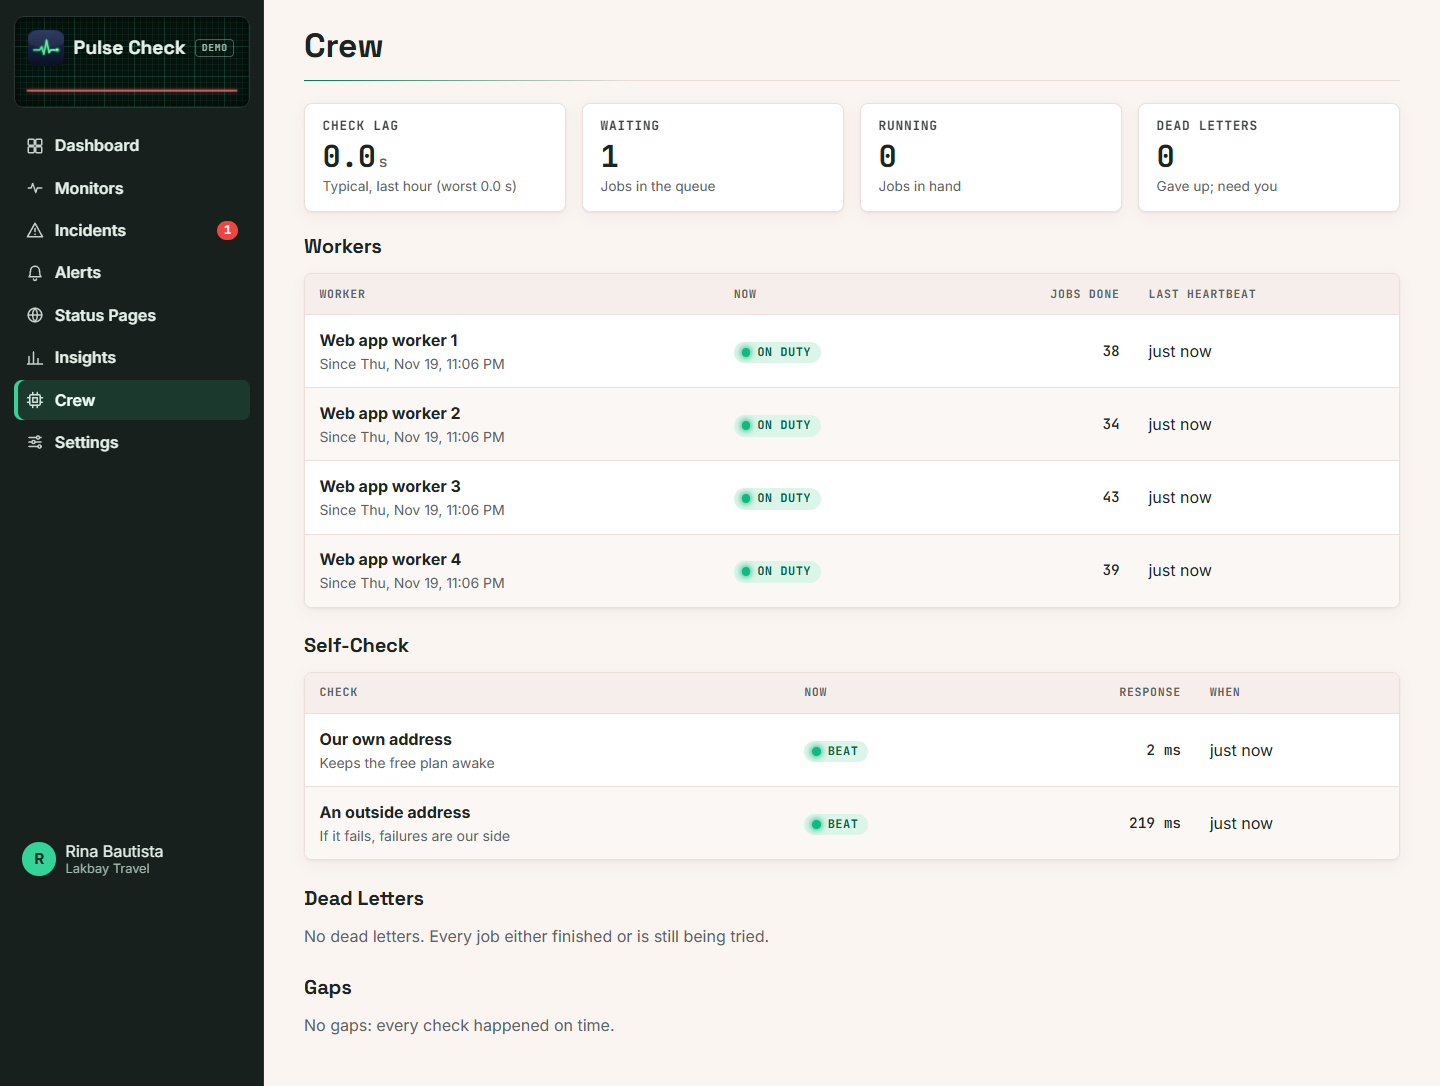 Pulse Check DEMO
Dashboard
Monitors
Incidents 1
Alerts
Status Pages
Insights
Crew
Settings
R Rina Bautista
Lakbay Travel
Crew
CHECK LAG
0.0 s
Typical, last hour (worst 0.0 s)
WAITING
1
Jobs in the queue
RUNNING
0
Jobs in hand
DEAD LETTERS
0
Gave up; need you
Workers
WORKER NOW JOBS DONE LAST HEARTBEAT
Web app worker 1
Since Thu, Nov 19, 11:06 PM
ON DUTY 38 just now
Web app worker 2
Since Thu, Nov 19, 11:06 PM
ON DUTY 34 just now
Web app worker 3
Since Thu, Nov 19, 11:06 PM
ON DUTY 43 just now
Web app worker 4
Since Thu, Nov 19, 11:06 PM
ON DUTY 39 just now
Self-Check
CHECK NOW RESPONSE WHEN
Our own address
Keeps the free plan awake
BEAT 2 ms just now
An outside address
If it fails, failures are our side
BEAT 219 ms just now
Dead Letters
No dead letters. Every job either finished or is still being tried.
Gaps
No gaps: every check happened on time.